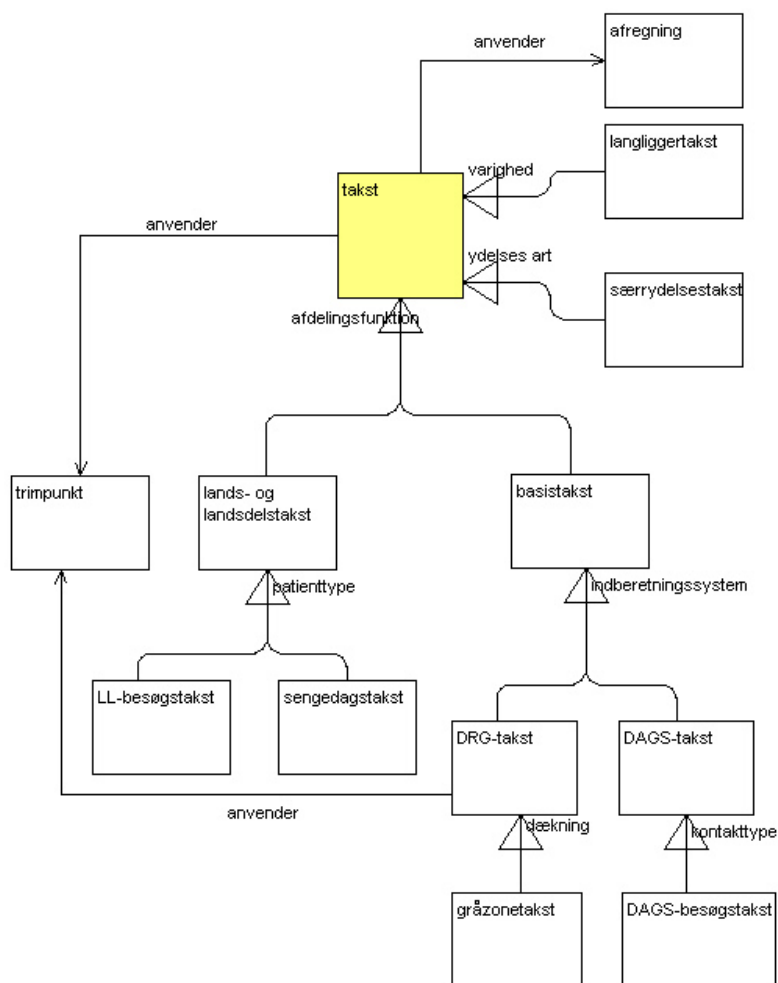 afregning
anvender
langliggertakst
varighed
takst
anvender
ydelses art
særrydelsestakst
afdelingsfunktion
trimpunkt
lands- og
landsdelstakst
basistakst
patienttype
indberetningssystem
LL-besøgstakst
sengedagstakst
DRG-takst
DAGS-takst
anvender
dækning
kontakttype
gråzonetakst
DAGS-besøgstakst